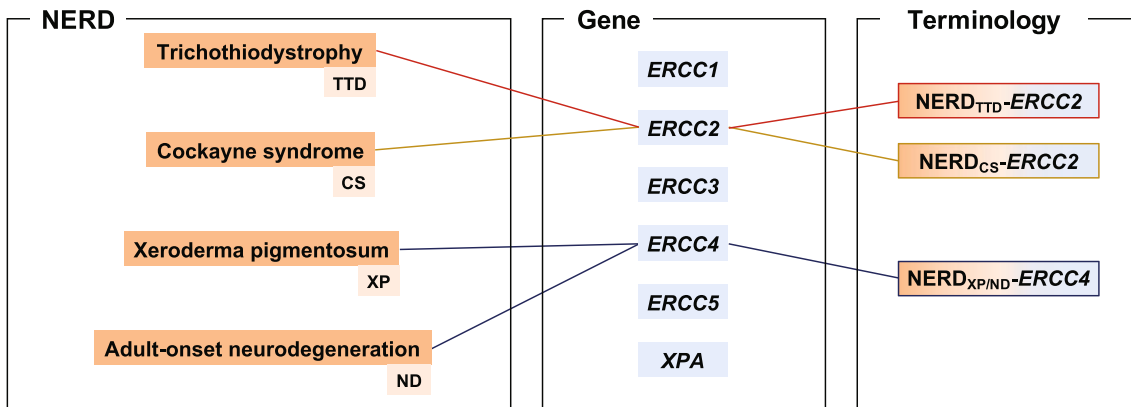 NERD
Trichothiodystrophy
TTD
Cockayne syndrome
CS
Xeroderma pigmentosum
XP
Adult-onset neurodegeneration
ND
Gene
ERCC1
ERCC2
ERCC3
ERCC4
ERCC5
XPA
Terminology
NERDTTD-ERCC2
NERDCS-ERCC2
NERDXP/ND-ERCC4